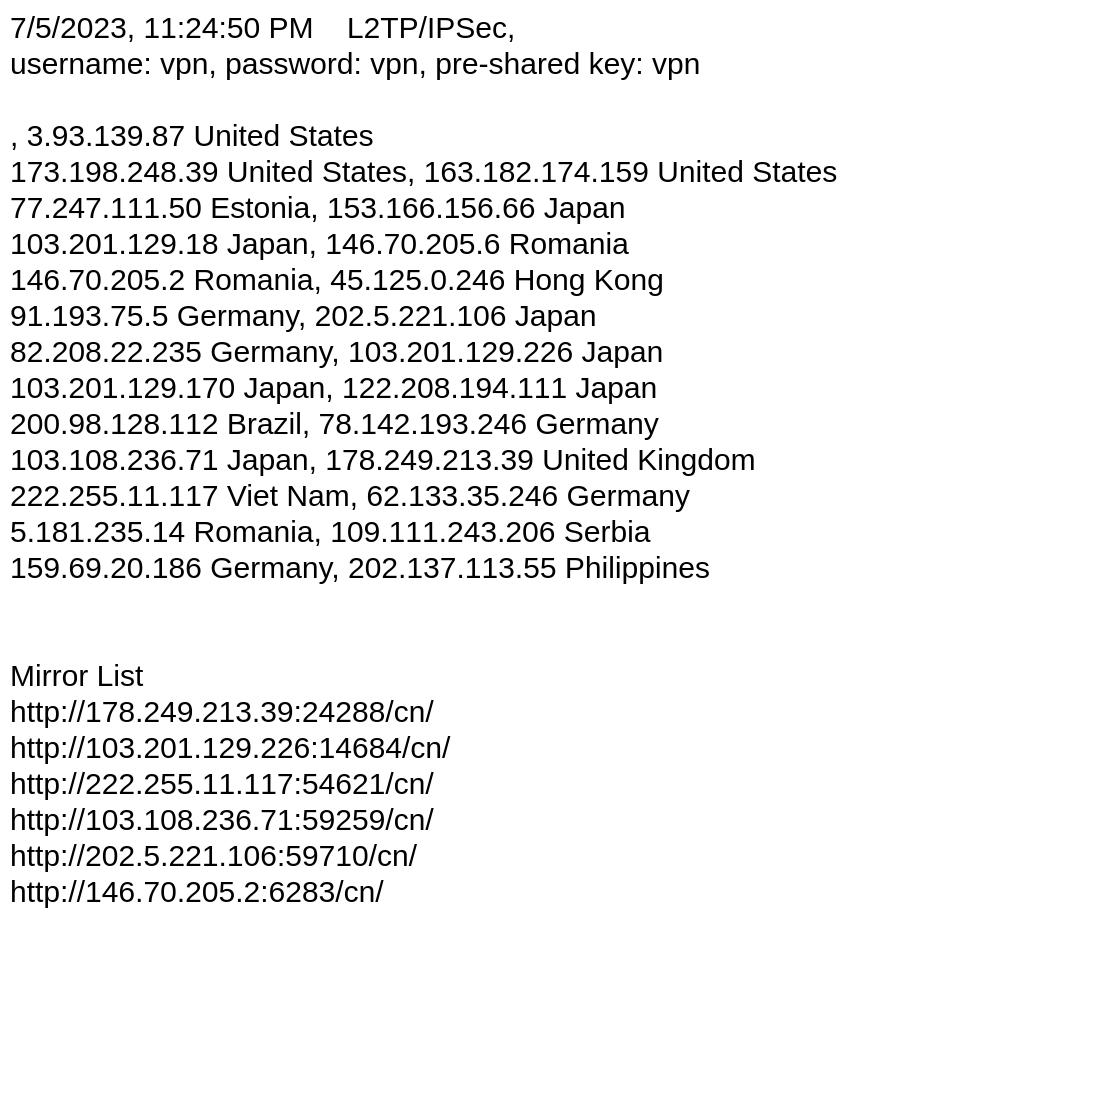 7/5/2023, 11:24:50 PM    L2TP/IPSec,
username: vpn, password: vpn, pre-shared key: vpn
, 3.93.139.87 United States
173.198.248.39 United States, 163.182.174.159 United States
77.247.111.50 Estonia, 153.166.156.66 Japan
103.201.129.18 Japan, 146.70.205.6 Romania
146.70.205.2 Romania, 45.125.0.246 Hong Kong
91.193.75.5 Germany, 202.5.221.106 Japan
82.208.22.235 Germany, 103.201.129.226 Japan
103.201.129.170 Japan, 122.208.194.111 Japan
200.98.128.112 Brazil, 78.142.193.246 Germany
103.108.236.71 Japan, 178.249.213.39 United Kingdom
222.255.11.117 Viet Nam, 62.133.35.246 Germany
5.181.235.14 Romania, 109.111.243.206 Serbia
159.69.20.186 Germany, 202.137.113.55 Philippines
Mirror List
http://178.249.213.39:24288/cn/
http://103.201.129.226:14684/cn/
http://222.255.11.117:54621/cn/
http://103.108.236.71:59259/cn/
http://202.5.221.106:59710/cn/
http://146.70.205.2:6283/cn/